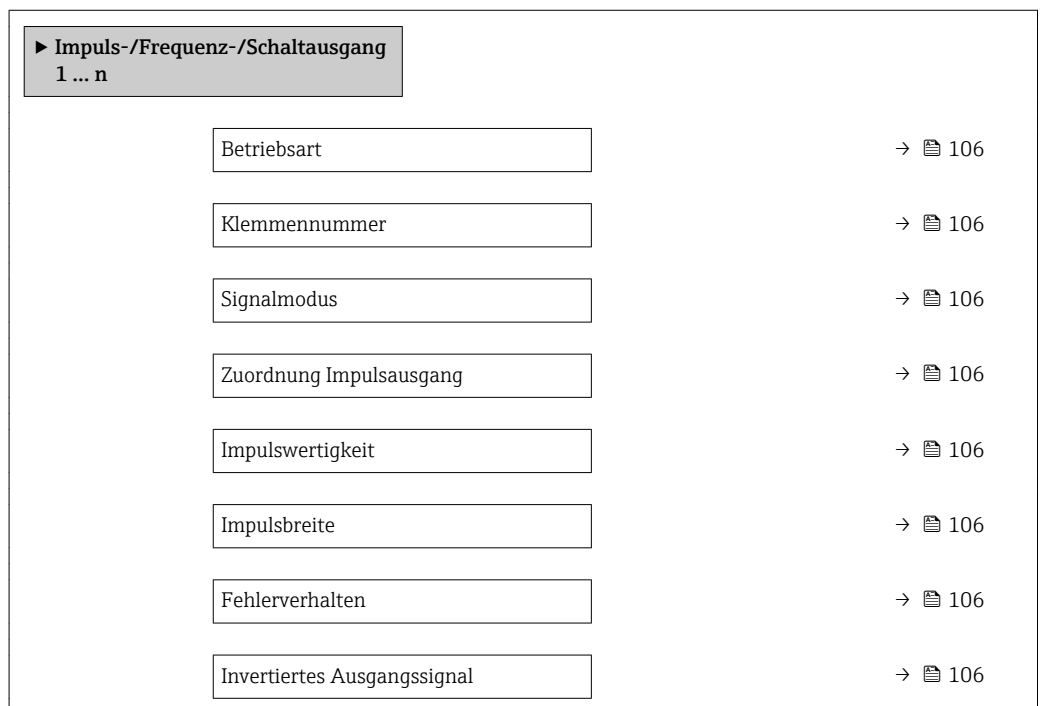 ▶ Impuls-/Frequenz-/Schaltausgang
1 ... n
Betriebsart → 106
Klemmennummer → 106
Signalmodus → 106
Zuordnung Impulsausgang → 106
Impulswertigkeit → 106
Impulsbreite → 106
Fehlerverhalten → 106
Invertiertes Ausgangssignal → 106